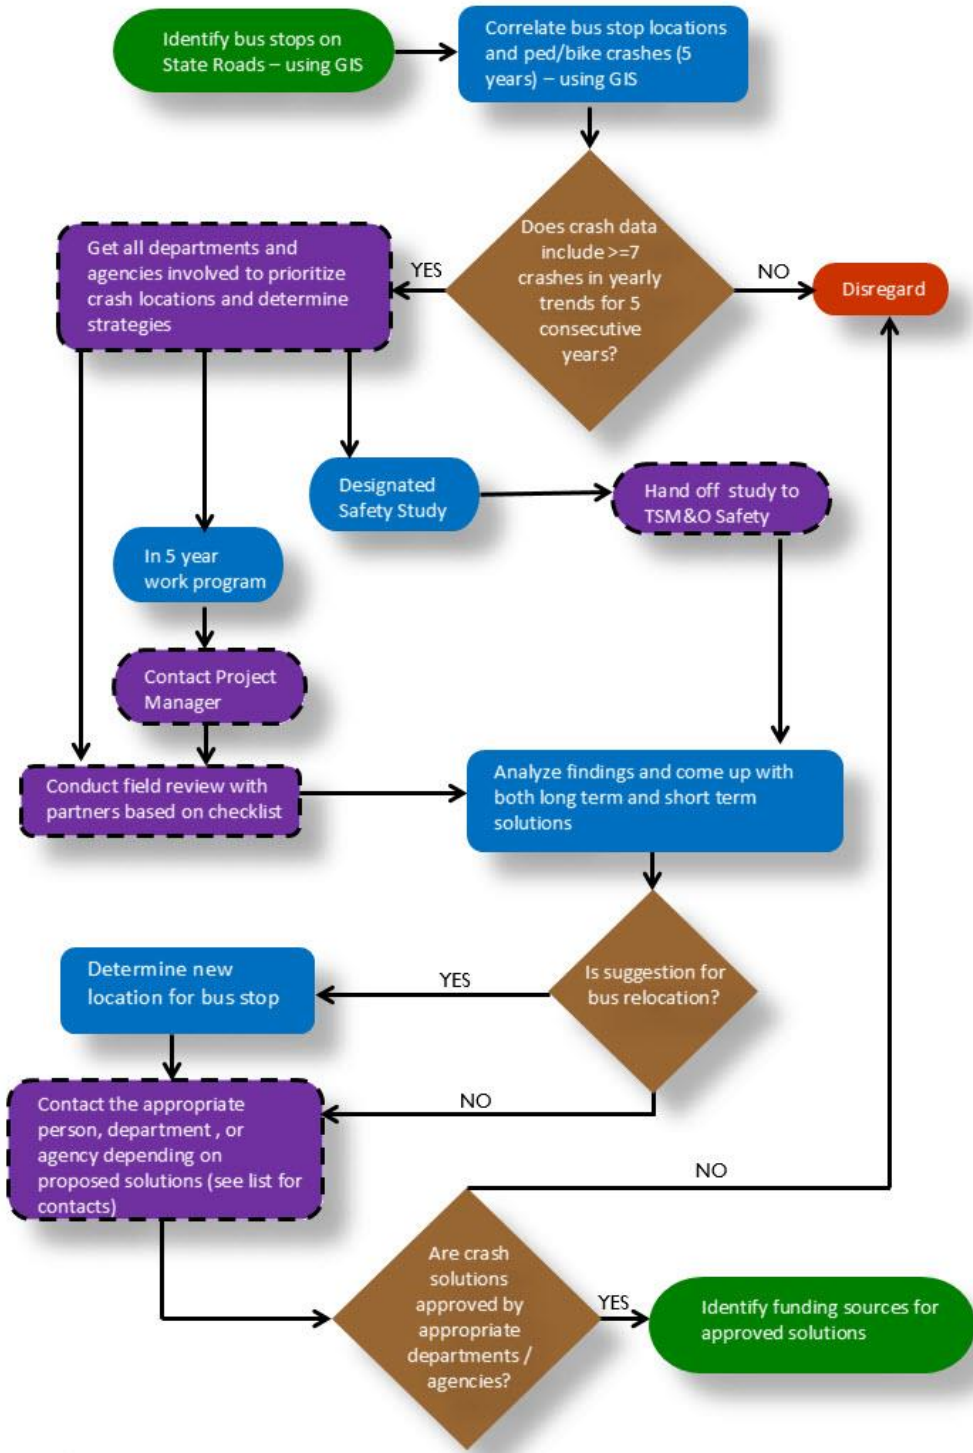 Identify bus stops on
State Roads – using GIS
Correlate bus stop locations
and ped/bike crashes (5
years) – using GIS
Does crash data
include >=7
crashes in yearly
trends for 5
consecutive
years?
YES
NO
Get all departments and
agencies involved to prioritize
crash locations and determine
strategies
Disregard
Designated
Safety Study
Hand off study to
TSM&O Safety
In 5 year
work program
Contact Project
Manager
Conduct field review with
partners based on checklist
Analyze findings and come up with
both long term and short term
solutions
Is suggestion for
bus relocation?
YES
Determine new
location for bus stop
NO
Contact the appropriate
person, department , or
agency depending on
proposed solutions (see list for
contacts)
NO
Are crash
solutions
approved by
appropriate
departments /
agencies?
YES
Identify funding sources for
approved solutions